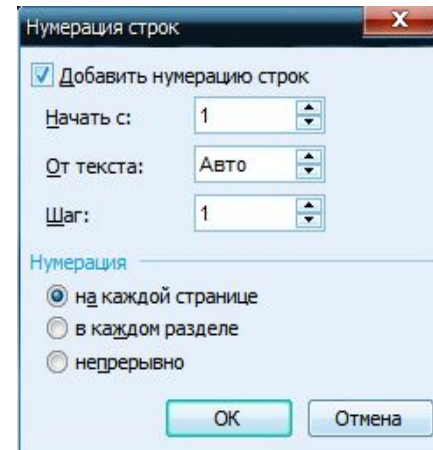 Нумерация строк
Добавить нумерацию строк
Начать с: 1
От текста: Авто
Шаг: 1
Нумерация
на каждой странице
в каждом разделе
непрерывно
ОК Отмена